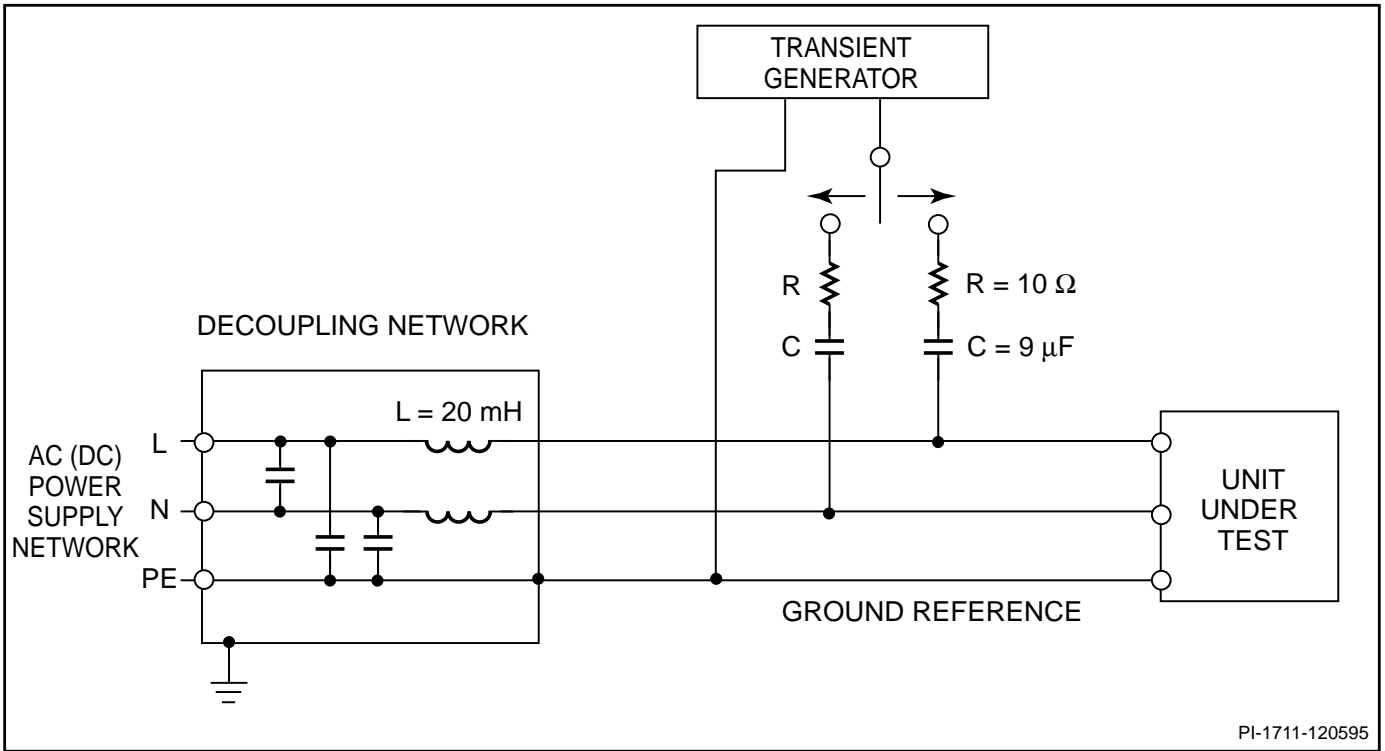 TRANSIENT
GENERATOR
R
R = 10 Ω
C
C = 9 µF
DECOUPLING NETWORK
L = 20 mH
AC (DC)
POWER
SUPPLY
NETWORK
L
N
PE
UNIT
UNDER
TEST
GROUND REFERENCE
PI-1711-120595